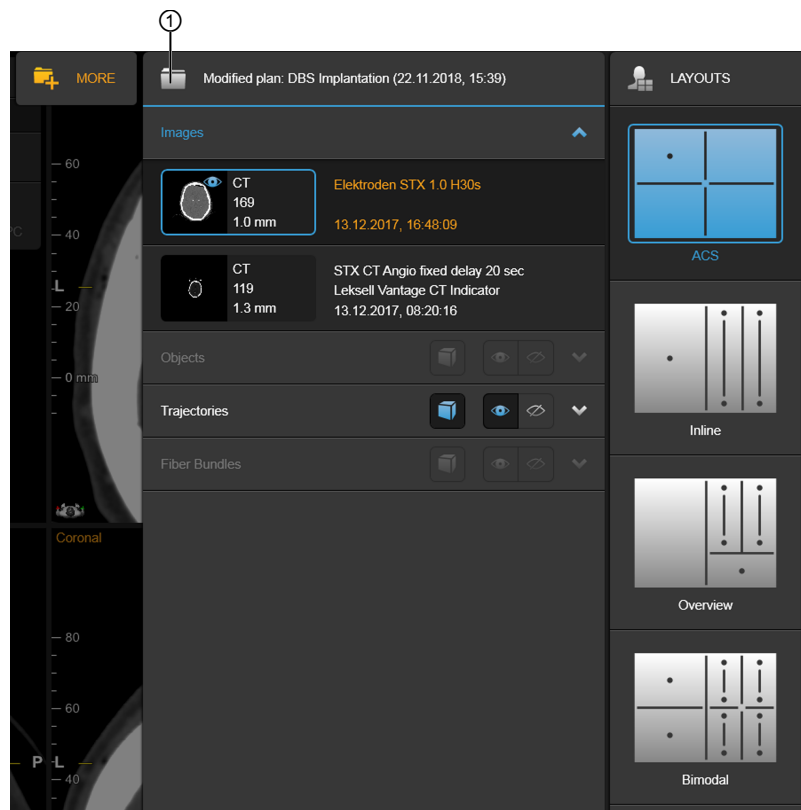 1
MORE
Modified plan: DBS Implantation (22.11.2018, 15:39)
LAYOUTS
Images
CT
169
1.0 mm
Elektroden STX 1.0 H30s
13.12.2017, 16:48:09
CT
119
1.3 mm
STX CT Angio fixed delay 20 sec
Leksell Vantage CT Indicator
13.12.2017, 08:20:16
Objects
Trajectories
Fiber Bundles
60
C
40
L
20
0 mm
Coronal
80
60
P
L
40
ACS
Inline
Overview
Bimodal